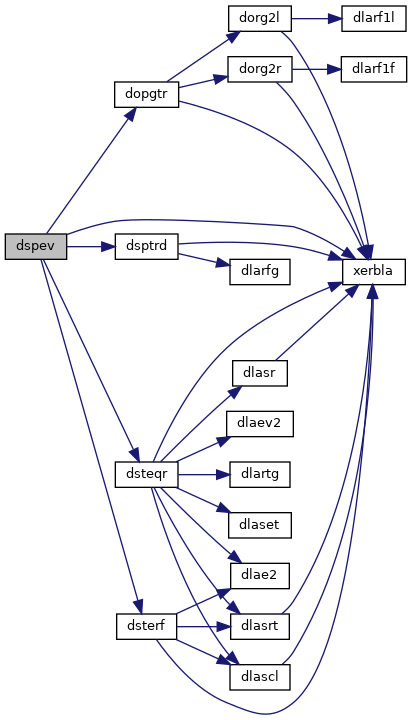 dorg2l
dlarf1l
dorg2r
dlarf1f
dopgtr
dspev
dsptrd
dlarfg
xerbla
dlasr
dlaev2
dsteqr
dlartg
dlaset
dlae2
dsterf
dlasrt
dlascl